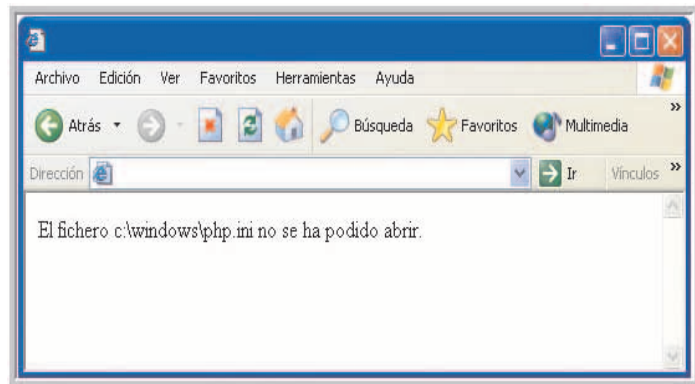 Archivo Edición Ver Favoritos Herramientas Ayuda
Atrás Búsqueda Favoritos Multimedia »
Dirección Ir Vínculos »
El fichero c:\windows\php.ini no se ha podido abrir.